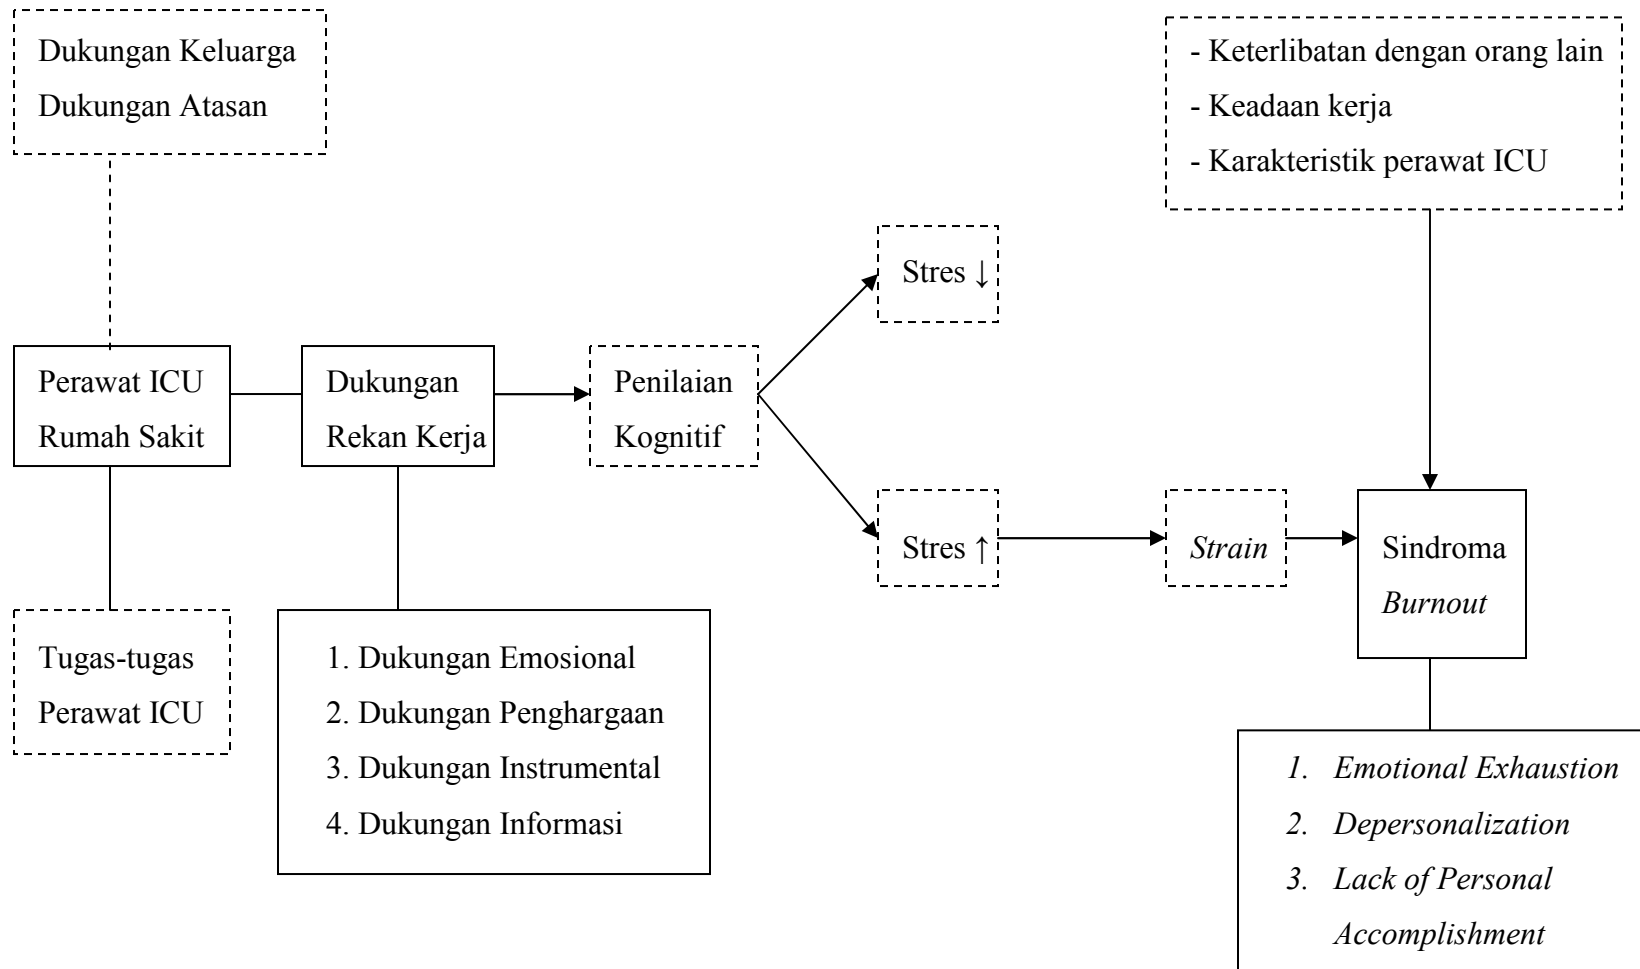 Dukungan Keluarga
Dukungan Atasan
- Keterlibatan dengan orang lain
- Keadaan kerja
- Karakteristik perawat ICU
Stres ↓
Perawat ICU
Rumah Sakit
Dukungan
Rekan Kerja
Penilaian
Kognitif
Stres ↑
Strain
Sindroma
Burnout
Tugas-tugas
Perawat ICU
1. Dukungan Emosional
2. Dukungan Penghargaan
3. Dukungan Instrumental
4. Dukungan Informasi
1. Emotional Exhaustion
2. Depersonalization
3. Lack of Personal
Accomplishment